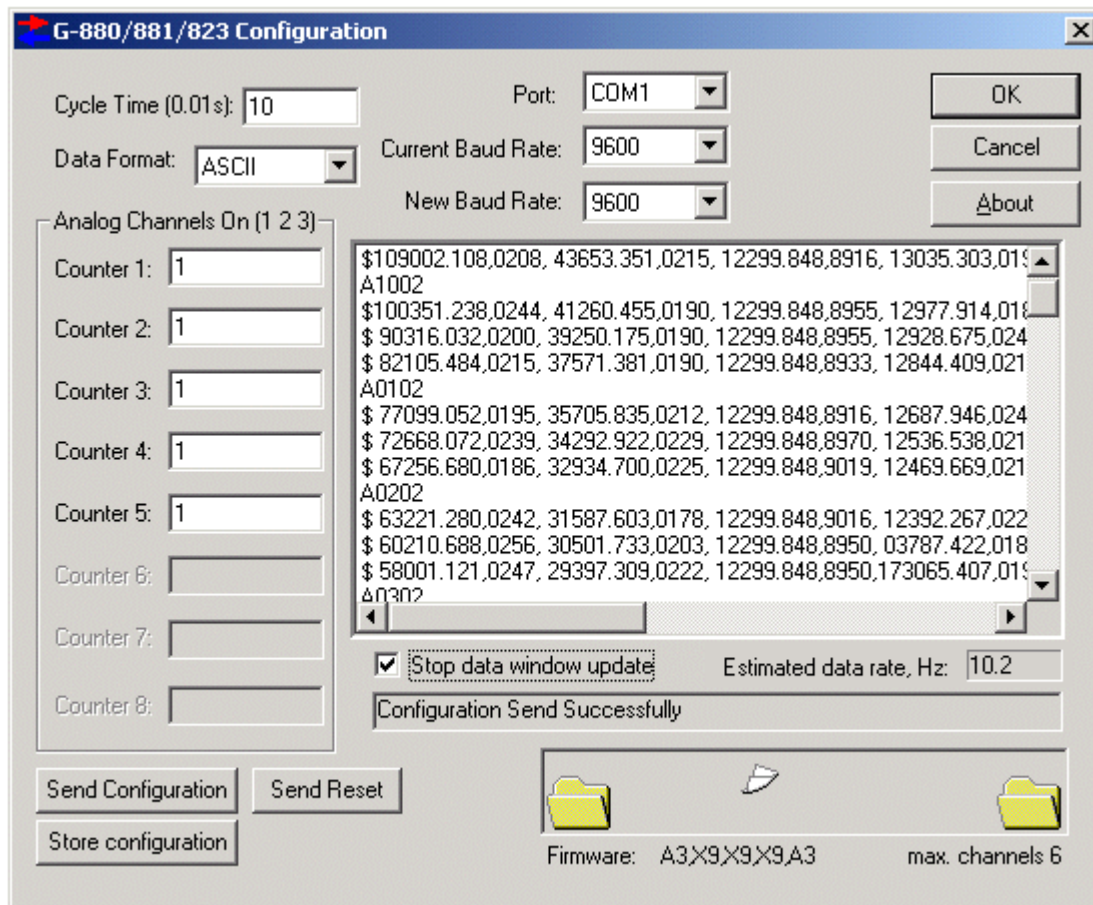 G-880/881/823 Configuration
Cycle Time (0.01s): 10
Port: COM1
OK
Data Format: ASCII
Current Baud Rate: 9600
Cancel
New Baud Rate: 9600
About
Analog Channels On (1 2 3)
Counter 1: 1
Counter 2: 1
Counter 3: 1
Counter 4: 1
Counter 5: 1
Counter 6:
Counter 7:
Counter 8:
$109002.108,0208, 43653.351,0215, 12299.848,8916, 13035.303,019
A1002
$100351.238,0244, 41260.455,0190, 12299.848,8955, 12977.914,018
$ 90316.032,0200, 39250.175,0190, 12299.848,8955, 12928.675,024
$ 82105.484,0215, 37571.381,0190, 12299.848,8933, 12844.409,021
A0102
$ 77099.052,0195, 35705.835,0212, 12299.848,8916, 12687.946,024
$ 72668.072,0239, 34292.922,0229, 12299.848,8970, 12536.538,021
$ 67256.680,0186, 32934.700,0225, 12299.848,9019, 12469.669,021
A0202
$ 63221.280,0242, 31587.603,0178, 12299.848,9016, 12392.267,022
$ 60210.688,0256, 30501.733,0203, 12299.848,8950, 03787.422,018
$ 58001.121,0247, 29397.309,0222, 12299.848,8950,173065.407,019
A0302
Stop data window update
Estimated data rate, Hz: 10.2
Configuration Send Successfully
Send Configuration
Send Reset
Store configuration
Firmware: A3,X9,X9,X9,A3
max. channels 6